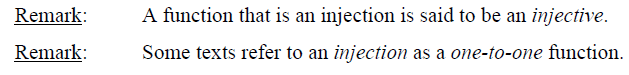 Remark: A function that is an injection is said to be an injective.
Remark: Some texts refer to an injection as a one-to-one function.